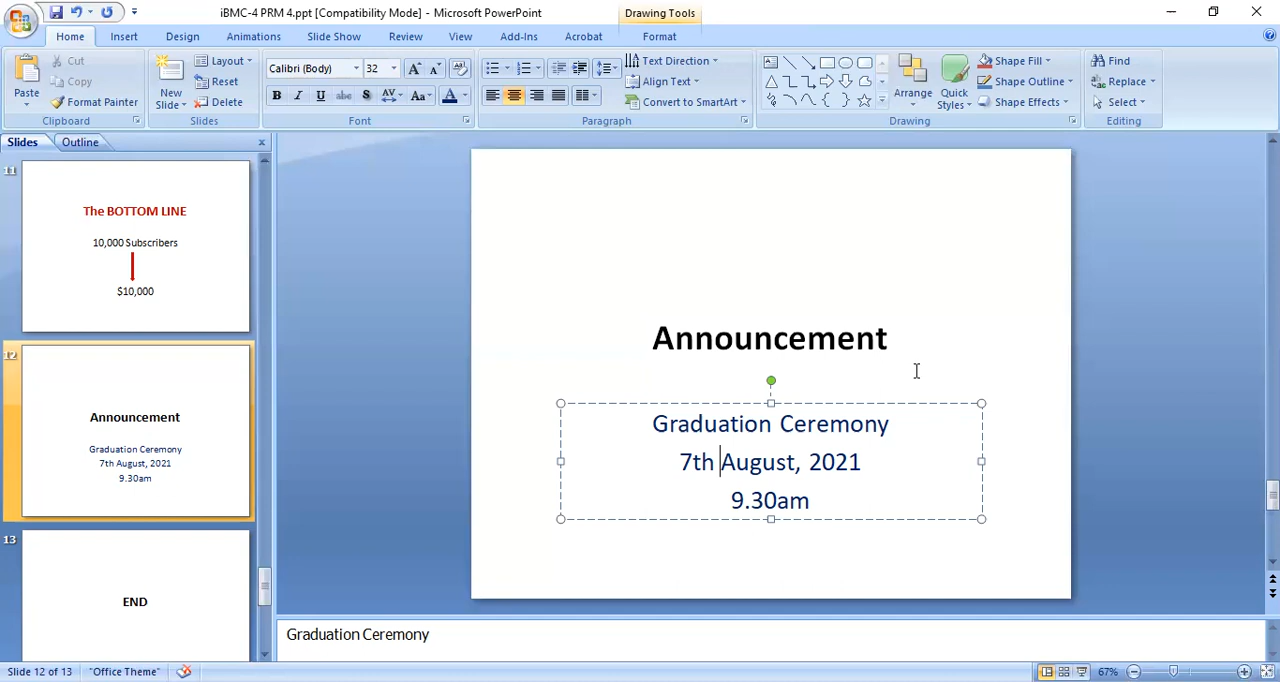 iBMC-4 PRM 4.ppt [Compatibility Mode] - Microsoft PowerPoint
Drawing Tools
Home Insert Design Animations Slide Show Review View Add-Ins Acrobat Format
Paste
Cut
Copy
Format Painter
Clipboard
New Slide
Layout
Reset
Delete
Slides
Calibri (Body) 32
B I U abc S AV Aa A
Font
Text Direction
Align Text
Convert to SmartArt
Paragraph
Arrange
Quick Styles
Shape Fill
Shape Outline
Shape Effects
Drawing
Find
Replace
Select
Editing
Slides Outline
11
The BOTTOM LINE
10,000 Subscribers
$10,000
12
Announcement
Graduation Ceremony
7th August, 2021
9.30am
13
END
Announcement
Graduation Ceremony
7th August, 2021
9.30am
Graduation Ceremony
Slide 12 of 13 "Office Theme" 67%